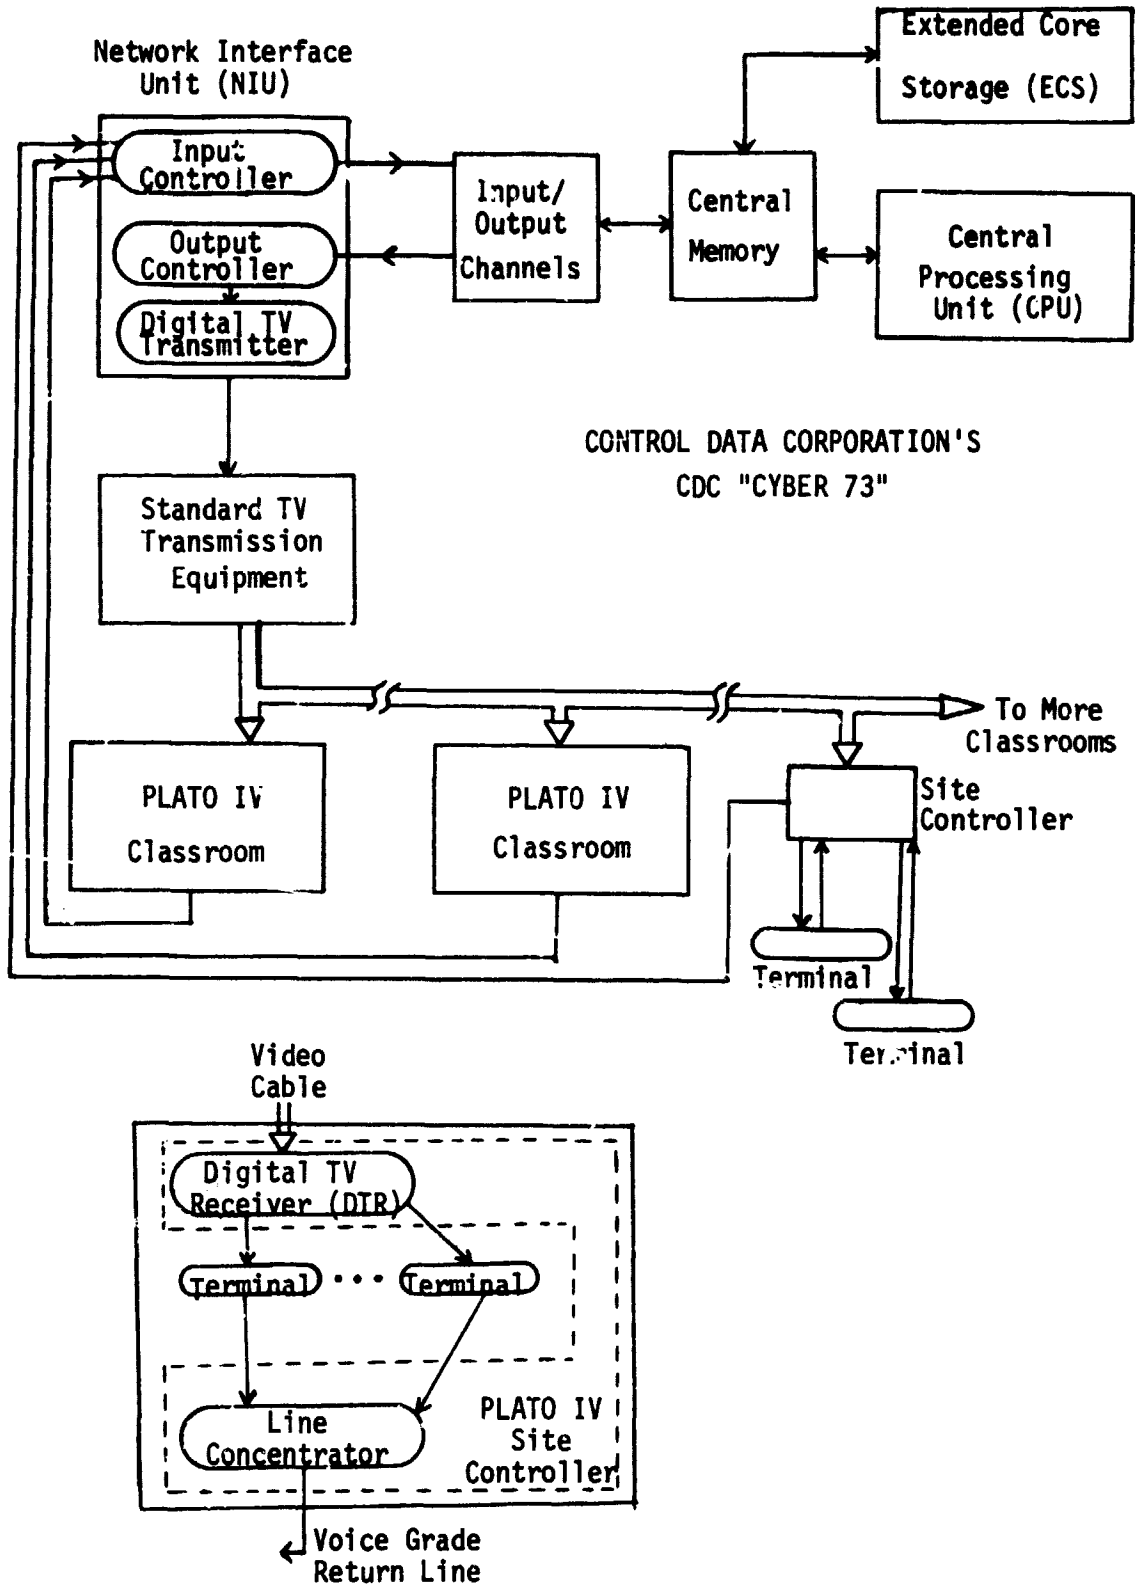 Network Interface
Unit (NIU)
Input
Controller
Output
Controller
Digital TV
Transmitter
Input/
Output
Channels
Central
Memory
Extended Core
Storage (ECS)
Central
Processing
Unit (CPU)
CONTROL DATA CORPORATION'S
CDC "CYBER 73"
Standard TV
Transmission
Equipment
To More
Classrooms
PLATO IV
Classroom
PLATO IV
Classroom
Site
Controller
Terminal
Terminal
Video
Cable
Digital TV
Receiver (DTR)
Terminal
Terminal
Line
Concentrator
PLATO IV
Site
Controller
Voice Grade
Return Line